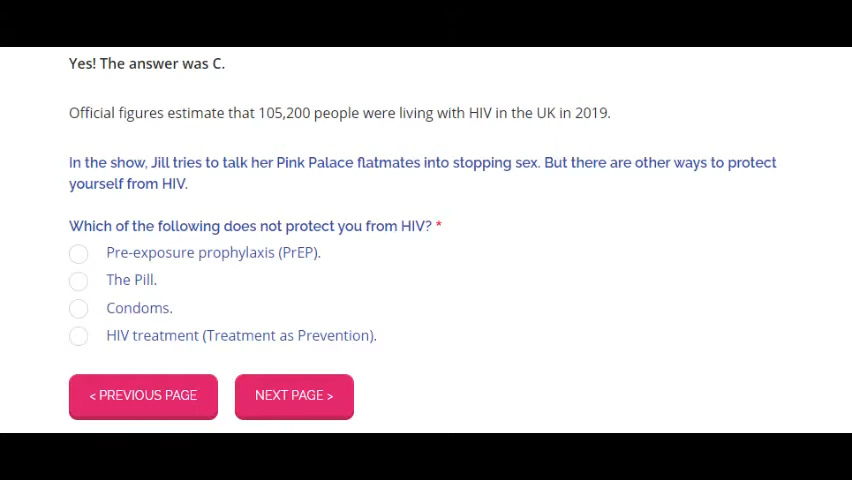 Yes! The answer was C.
Official figures estimate that 105,200 people were living with HIV in the UK in 2019.
In the show, Jill tries to talk her Pink Palace flatmates into stopping sex. But there are other ways to protect
yourself from HIV.
Which of the following does not protect you from HIV? *
Pre-exposure prophylaxis (PrEP).
The Pill.
Condoms.
HIV treatment (Treatment as Prevention).
< PREVIOUS PAGE NEXT PAGE >